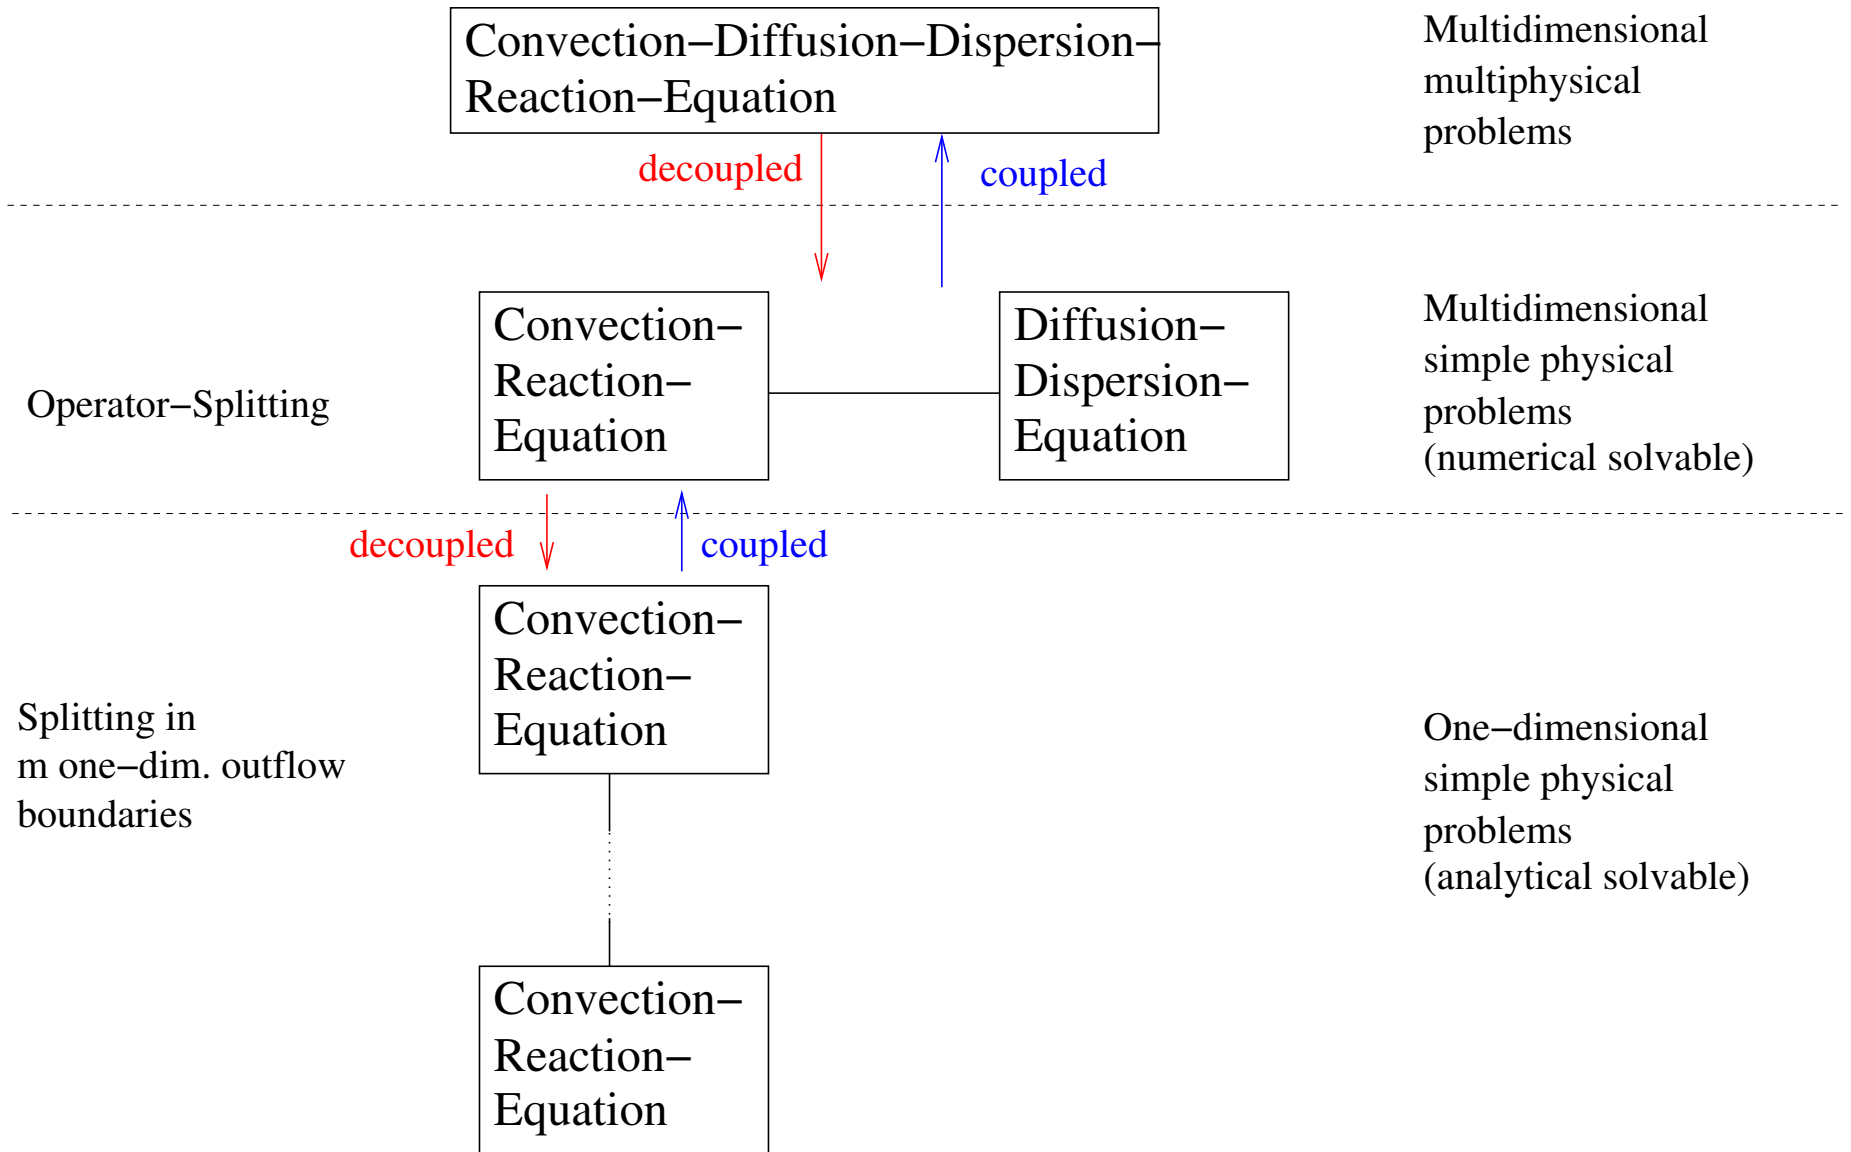 Convection–Diffusion–Dispersion–
Reaction–Equation
Multidimensional
multiphysical
problems
decoupled
coupled
Operator–Splitting
Convection–
Reaction–
Equation
Diffusion–
Dispersion–
Equation
Multidimensional
simple physical
problems
(numerical solvable)
decoupled
coupled
Splitting in
m one–dim. outflow
boundaries
Convection–
Reaction–
Equation
One–dimensional
simple physical
problems
(analytical solvable)
Convection–
Reaction–
Equation